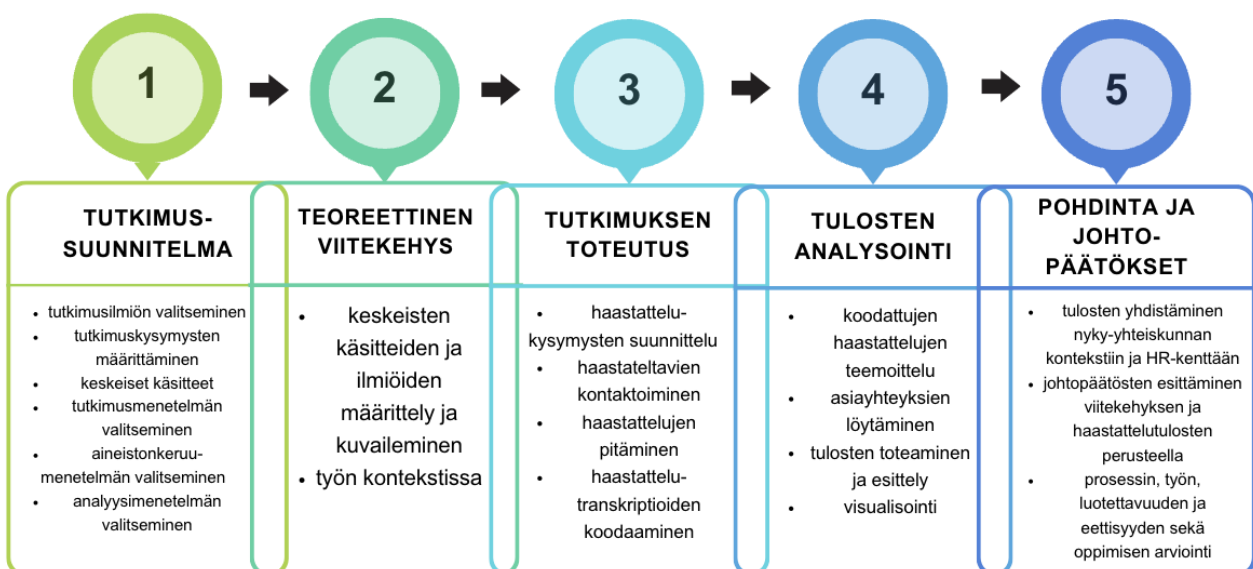 1
2
3
4
5
TUTKIMUS-
SUUNNITELMA
• tutkimusilmiön valitseminen
• tutkimuskysymysten
määrittäminen
• keskeiset käsitteet
• tutkimusmenetelmän
valitseminen
• aineistonkeruu-
menetelmän valitseminen
• analyysimenetelmän
valitseminen
TEOREETTINEN
VIITEKEHYS
• keskeisten
käsitteiden ja
ilmiöiden
määrittely ja
kuvaileminen
• työn kontekstissa
TUTKIMUKSEN
TOTEUTUS
• haastattelu-
kysymysten suunnittelu
• haastateltavien
kontaktoiminen
• haastattelujen
pitäminen
• haastattelu-
transkriptioiden
koodaaminen
TULOSTEN
ANALYSOINTI
• koodattujen
haastattelujen
teemoittelu
• asiayhteyksien
löytäminen
• tulosten toteaminen
ja esittely
• visualisointi
POHDINTA JA
JOHTO-
PÄÄTÖKSET
• tulosten yhdistäminen
nyky-yhteiskunnan
kontekstiin ja HR-kenttään
• johtopäätösten esittäminen
viitekehyksen ja
haastattelutulosten
perusteella
• prosessin, työn,
luotettavuuden ja
eettisyyden sekä
oppimisen arviointi